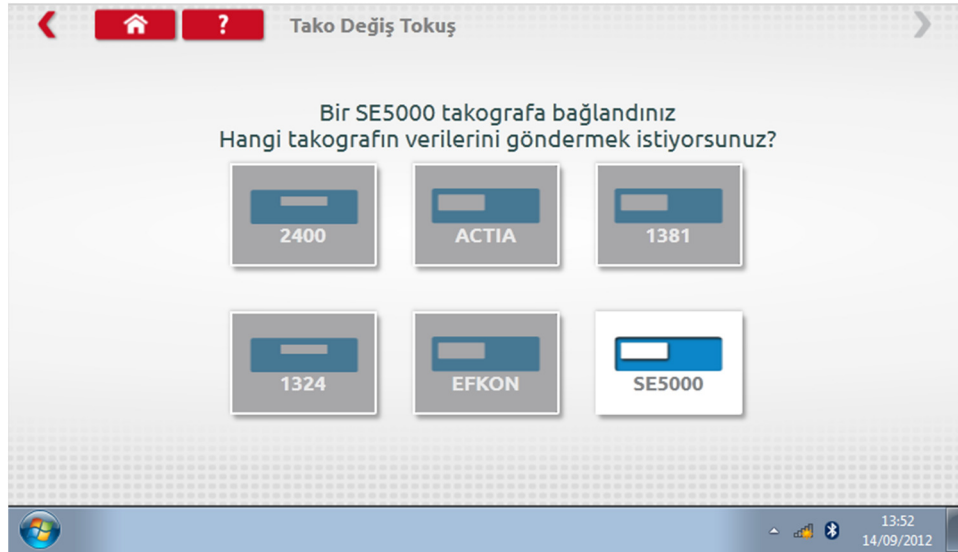 ? Tako Değiş Tokuş
Bir SE5000 takografa bağlandınız
Hangi takografın verilerini göndermek istiyorsunuz?
2400 ACTIA 1381
1324 EFKON SE5000
13:52
14/09/2012